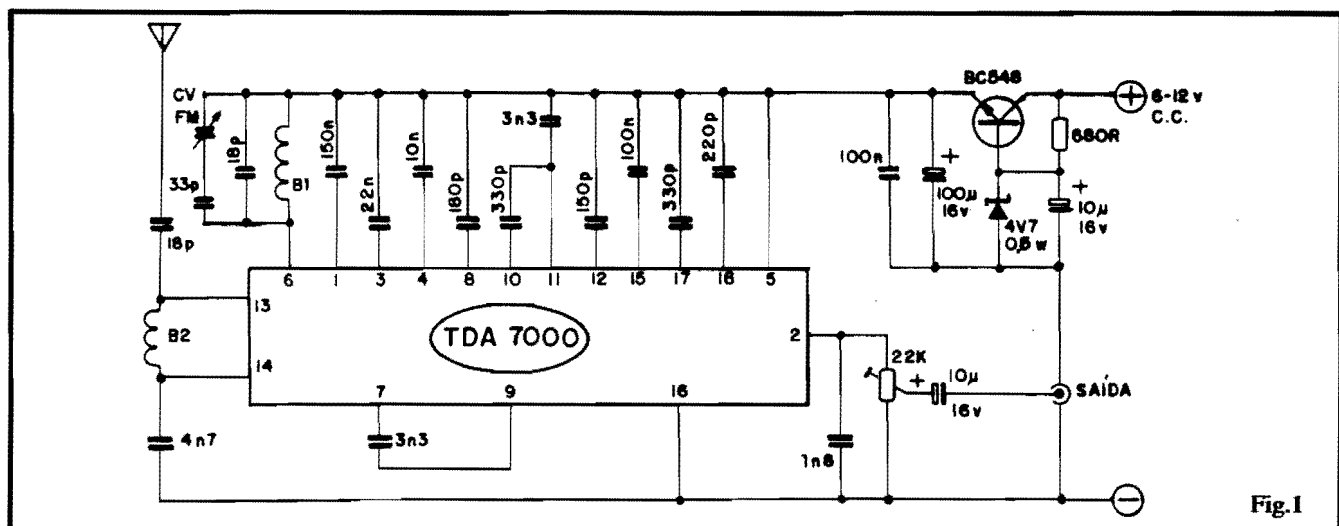 CV
FM
33p
18p
18p
B1
150n
22n
10n
180p
330p
3n3
150p
100n
330p
220p
100n
100µ
16v
+
BC548
6-12v
C.C.
680R
4V7
0,5w
+
10µ
16v
6 1 3 4 8 10 11 12 15 17 18 5
13
B2
14
TDA 7000
2
7 9 16
22K
+
10µ
16v
SAÍDA
4n7
3n3
1n8
Fig.1